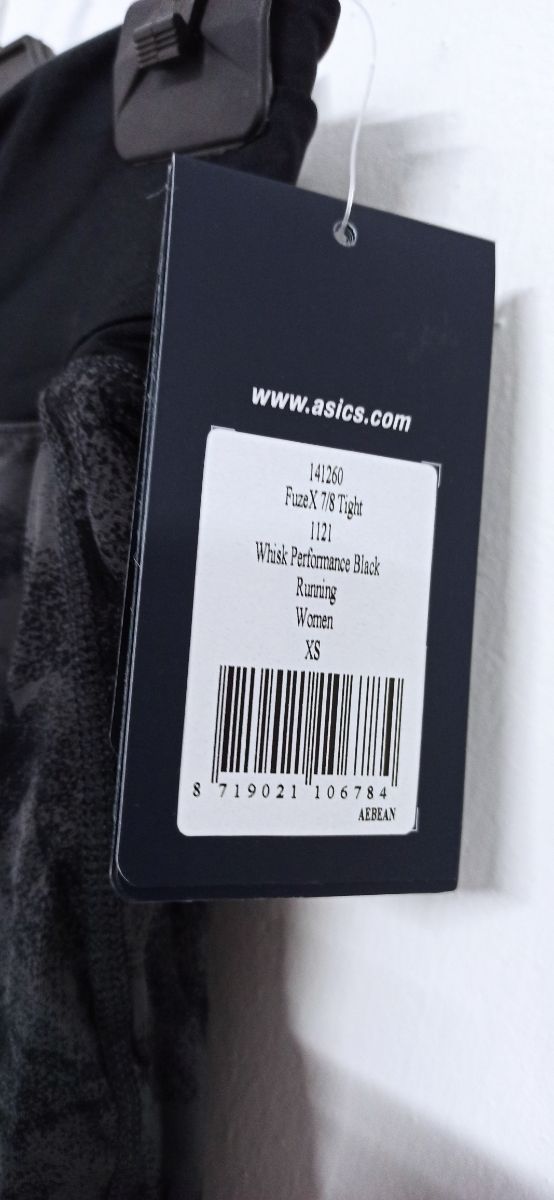 www.asics.com
141260
FuzeX 7/8 Tight
1121
Whisk Performance Black
Running
Women
XS
8 719021 106784
AEBEAN